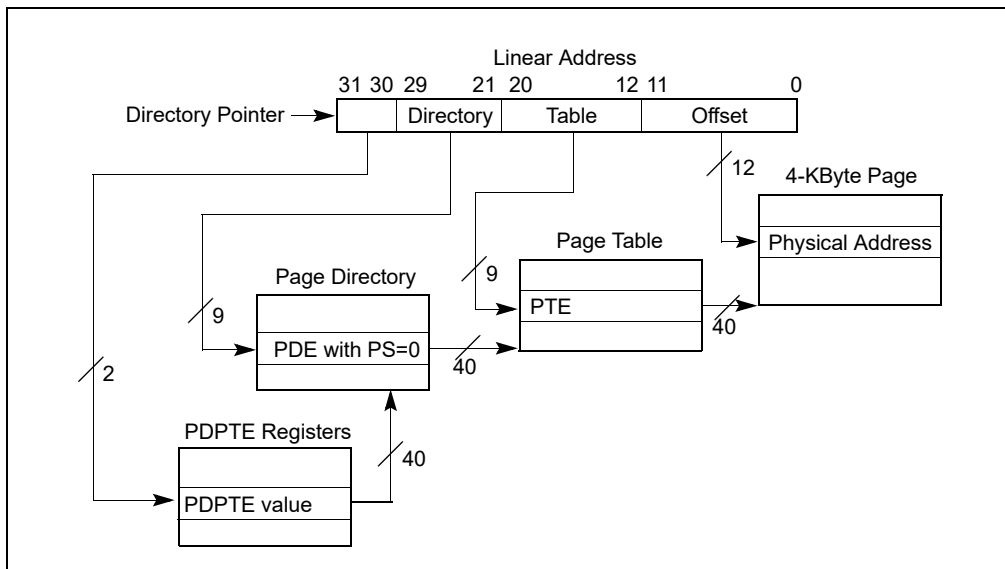 Linear Address
31 30 29 21 20 12 11 0
Directory Pointer Directory Table Offset
12
4-KByte Page
Physical Address
Page Table
9
PTE
40
Page Directory
9
PDE with PS=0
40
2
PDPTE Registers
40
PDPTE value